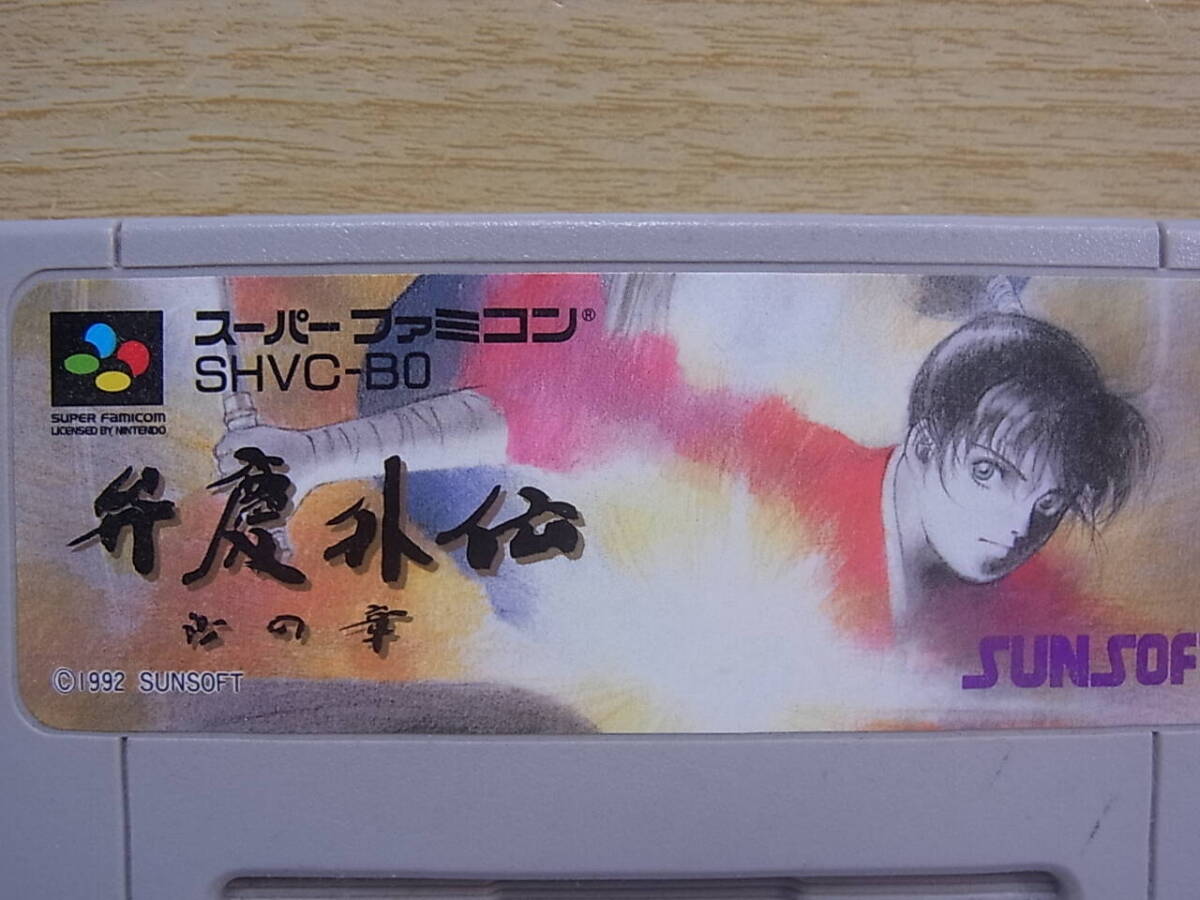 スーパーファミコン®
SHVC-BO
SUPER FAMICOM
LICENSED BY NINTENDO
弁慶外伝
沙の章
©1992 SUNSOFT
SUNSOF